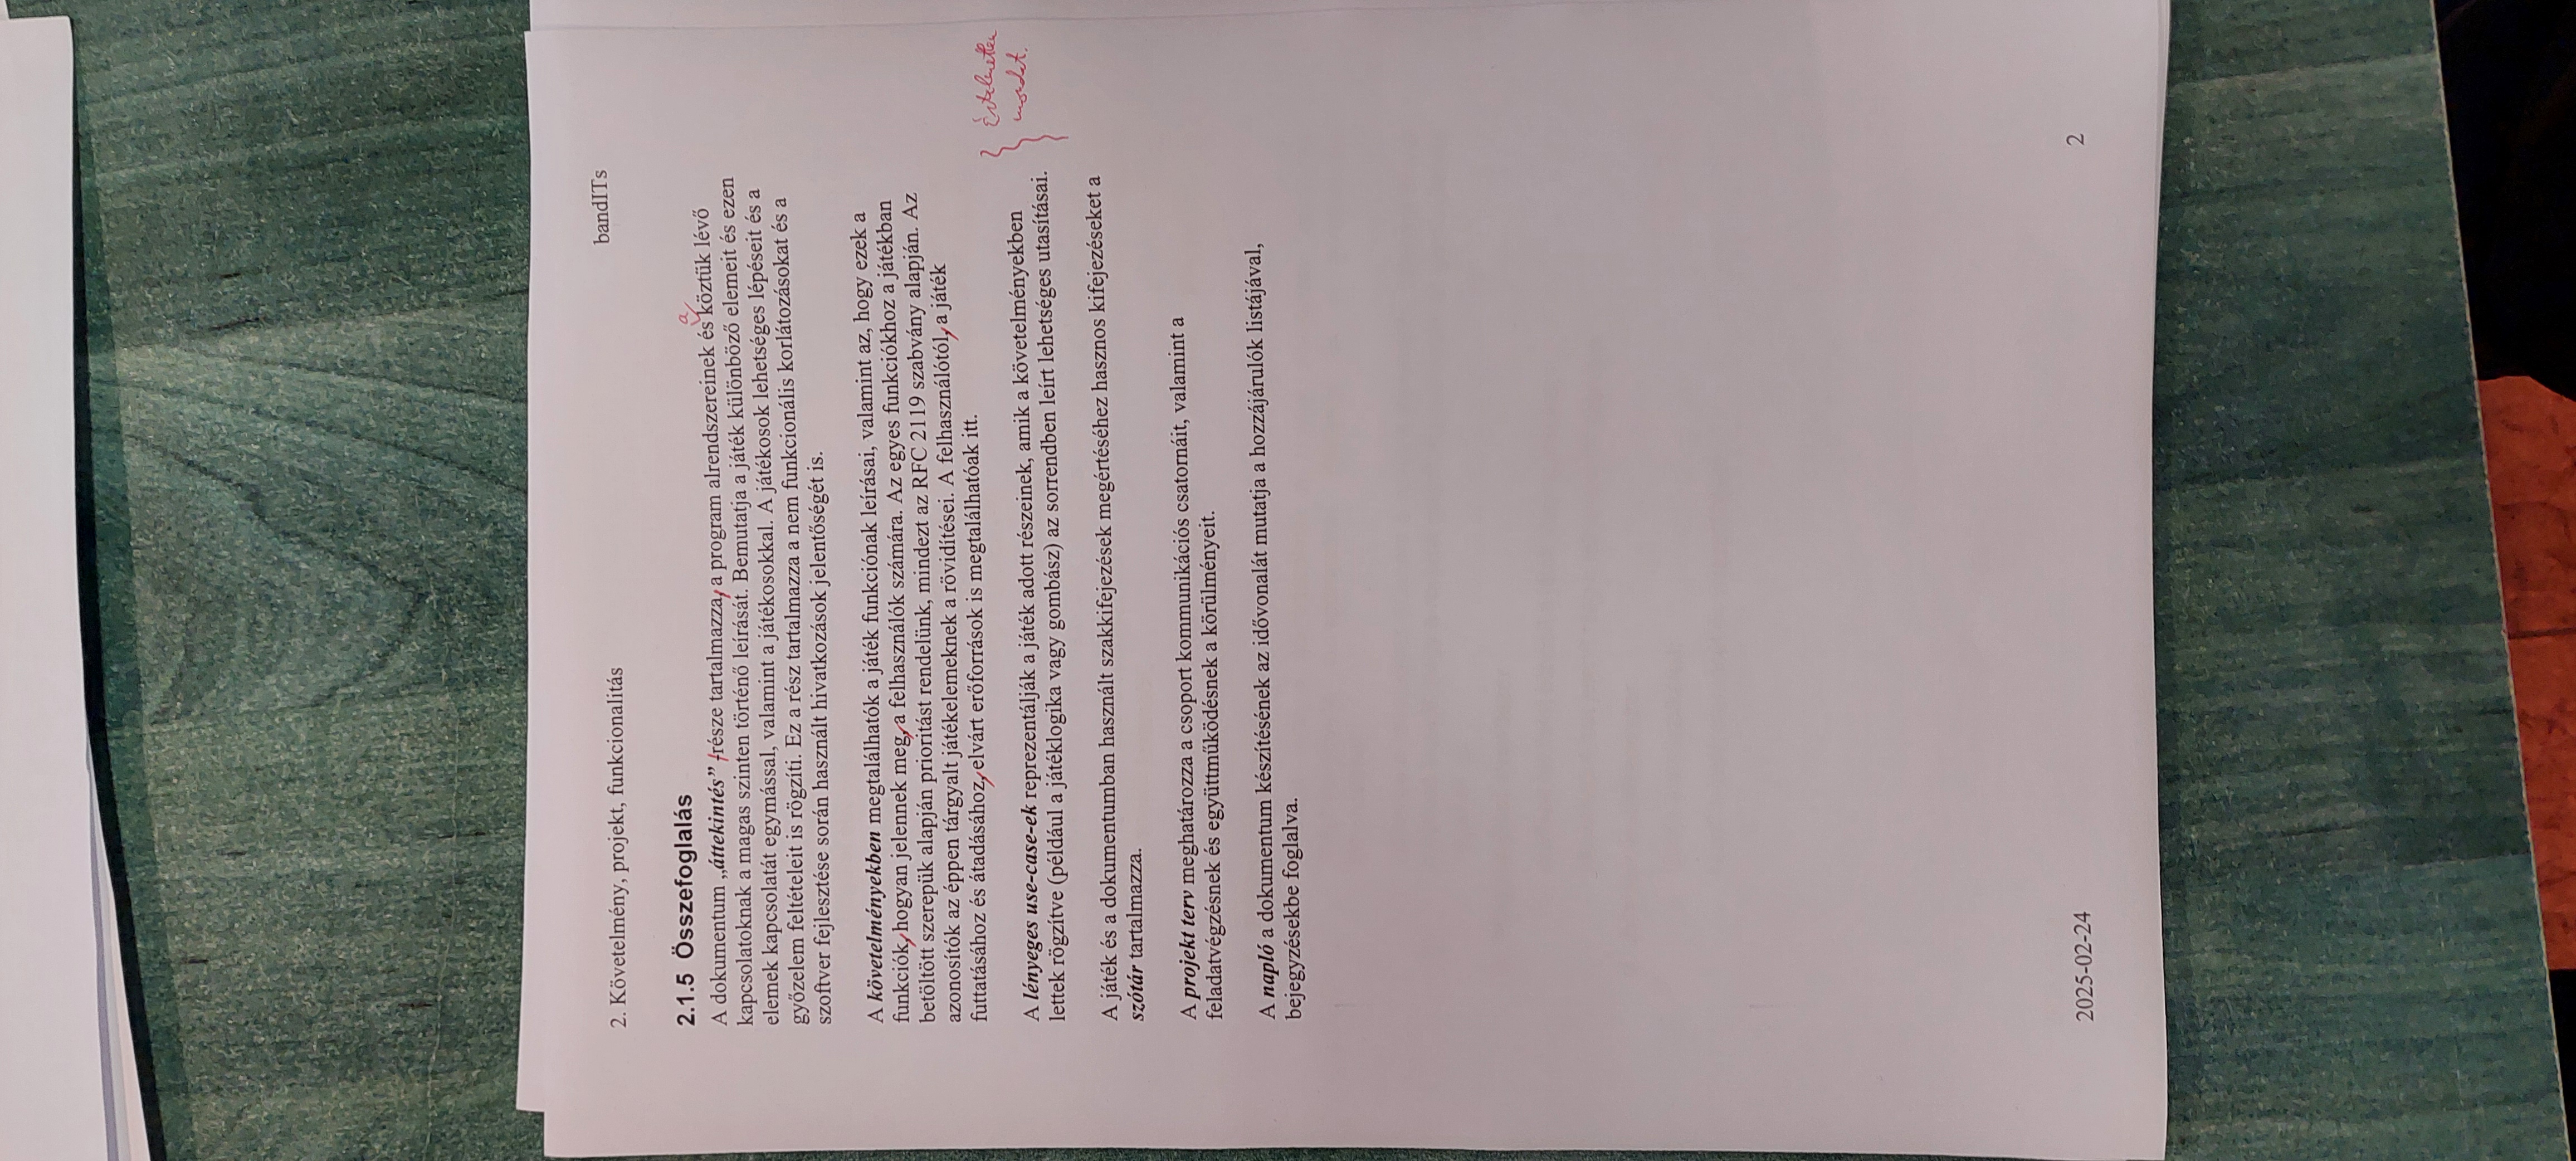 2. Követelmény, projekt, funkcionalitás
bandITs
2.1.5 Összefoglalás
a
A dokumentum „áttekintés” -része tartalmazza, a program alrendszereinek és köztük lévő
kapcsolatoknak a magas szinten történő leírását. Bemutatja a játék különböző elemeit és ezen
elemek kapcsolatát egymással, valamint a játékosokkal. A játékosok lehetséges lépéseit és a
győzelem feltételeit is rögzíti. Ez a rész tartalmazza a nem funkcionális korlátozásokat és a
szoftver fejlesztése során használt hivatkozások jelentőségét is.
A követelményekben megtalálhatók a játék funkciónak leírásai, valamint az, hogy ezek a
funkciók, hogyan jelennek meg, a felhasználók számára. Az egyes funkciókhoz a játékban
betöltött szerepük alapján prioritást rendelünk, mindezt az RFC 2119 szabvány alapján. Az
azonosítók az éppen tárgyalt játékelemeknek a rövidítései. A felhasználótól, a játék
futtatásához és átadásához, elvárt erőforrások is megtalálhatóak itt.
A lényeges use-case-ek reprezentálják a játék adott részeinek, amik a követelményekben
lettek rögzítve (például a játéklogika vagy gombász) az sorrendben leírt lehetséges utasításai.
Értelmetlen
mondat.
A játék és a dokumentumban használt szakkifejezések megértéséhez hasznos kifejezéseket a
szótár tartalmazza.
A projekt terv meghatározza a csoport kommunikációs csatornáit, valamint a
feladatvégzésnek és együttműködésnek a körülményeit.
A napló a dokumentum készítésének az idővonalát mutatja a hozzájárulók listájával,
bejegyzésekbe foglalva.
2025-02-24
2